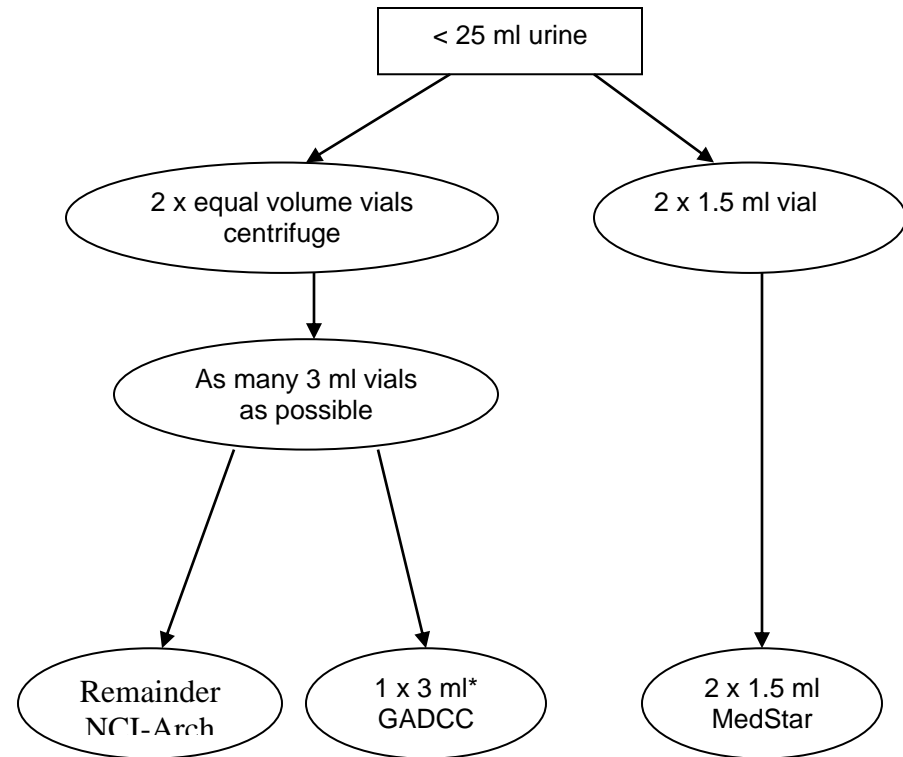 < 25 ml urine
2 x equal volume vials
centrifuge
2 x 1.5 ml vial
As many 3 ml vials
as possible
Remainder
NCI-Arch
1 x 3 ml*
GADCC
2 x 1.5 ml
MedStar